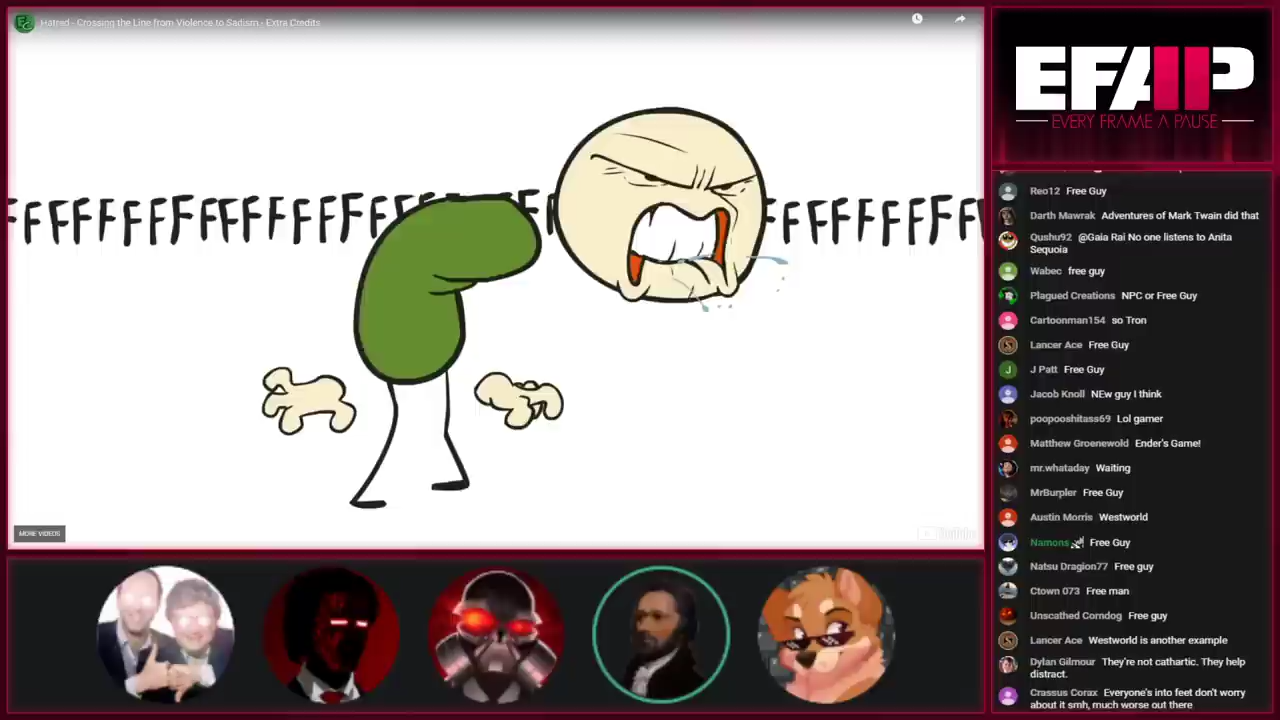 Hatred - Crossing the Line from Violence to Sadism - Extra Credits
MORE VIDEOS
YouTube
EFAP
EVERY FRAME A PAUSE
Reo12 Free Guy
Darth Mawrak Adventures of Mark Twain did that
Qushu92 @Gaia Rai No one listens to Anita
Sequoia
Wabec free guy
Plagued Creations NPC or Free Guy
Cartoonman154 so Tron
Lancer Ace Free Guy
J Patt Free Guy
Jacob Knoll NEw guy I think
poopooshitass69 Lol gamer
Matthew Groenewold Ender's Game!
mr.whataday Waiting
MrBurpler Free Guy
Austin Morris Westworld
Namons Free Guy
Natsu Dragion77 Free guy
Ctown 073 Free man
Unscathed Corndog Free guy
Lancer Ace Westworld is another example
Dylan Gilmour They're not cathartic. They help
distract.
Crassus Corax Everyone's into feet don't worry
about it smh, much worse out there